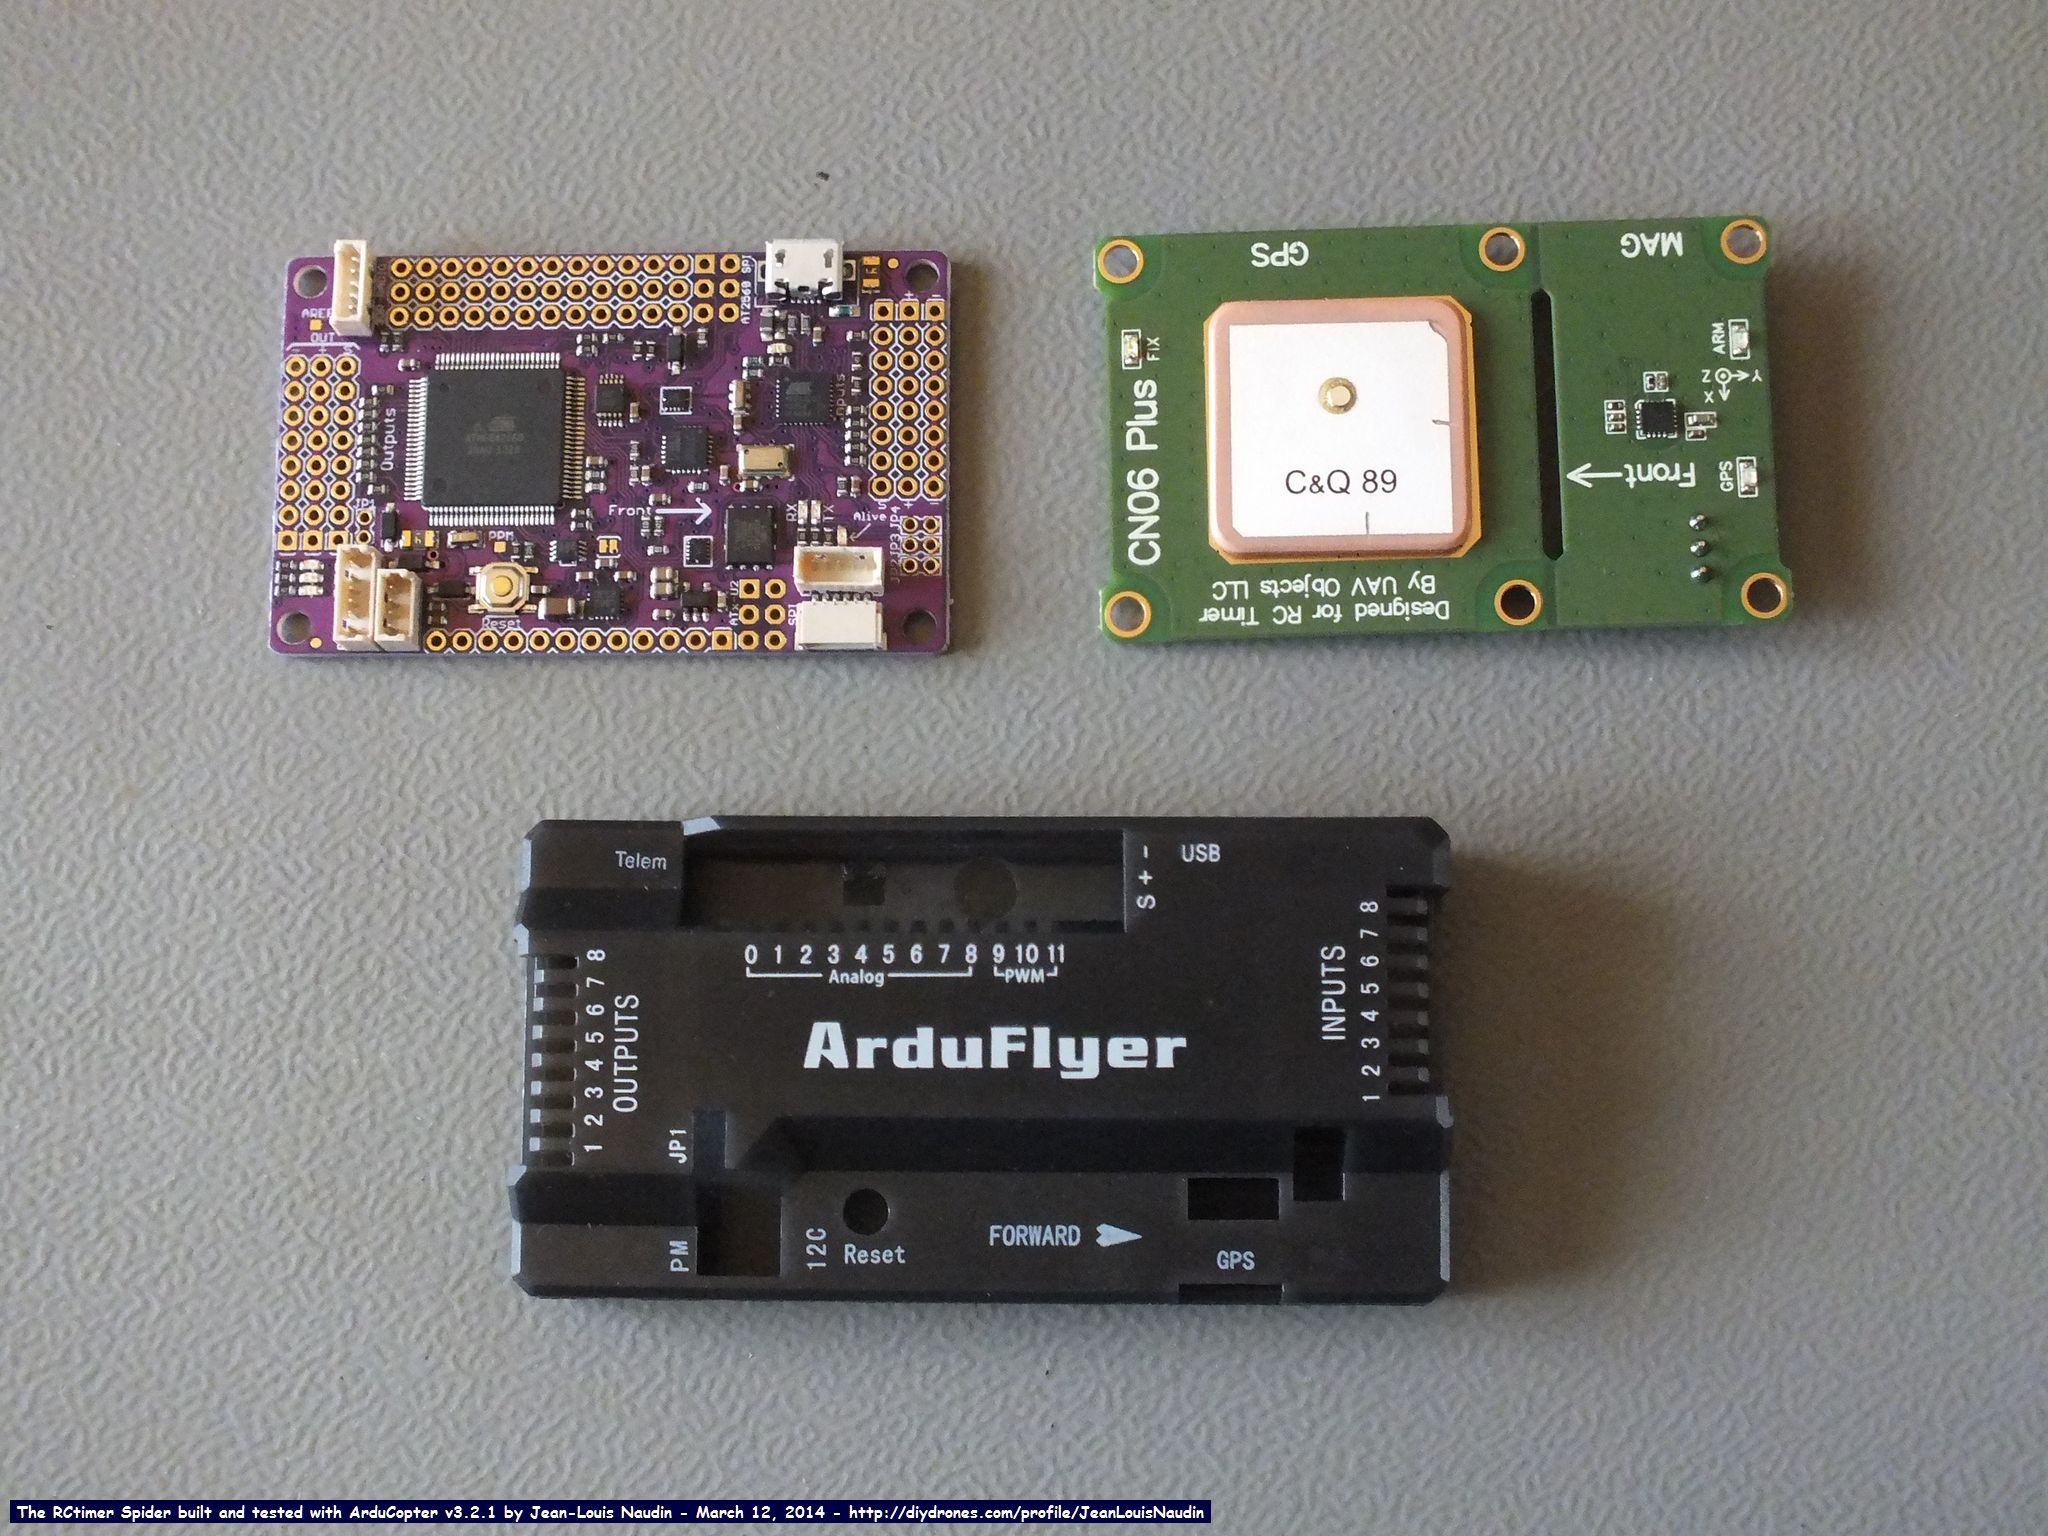 AT2560 SPI
AREF
OUT
- + S
+ -
Outputs
Inputs
JP1
Front
RX
TX
Alive
JP2 JP3 JP4
PPM
Reset
SPI
GPS
MAG
FIX
ARM
CN06 Plus
Z
Y
X
C&Q 89
Front
GPS
Designed for RC Timer
By UAV Objects LLC
Telem
S + -
USB
0 1 2 3 4 5 6 7 8 9 10 11
Analog
PWM
1 2 3 4 5 6 7 8
OUTPUTS
ArduFlyer
INPUTS
1 2 3 4 5 6 7 8
JP1
PM
I2C
Reset
FORWARD
GPS
The RCtimer Spider built and tested with ArduCopter v3.2.1 by Jean-Louis Naudin - March 12, 2014 - http://diydrones.com/profile/JeanLouisNaudin